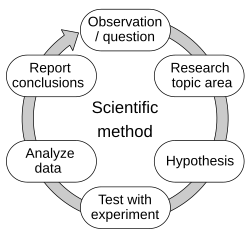 Observation
/ question
Research
topic area
Hypothesis
Test with
experiment
Analyze
data
Report
conclusions
Scientific
method